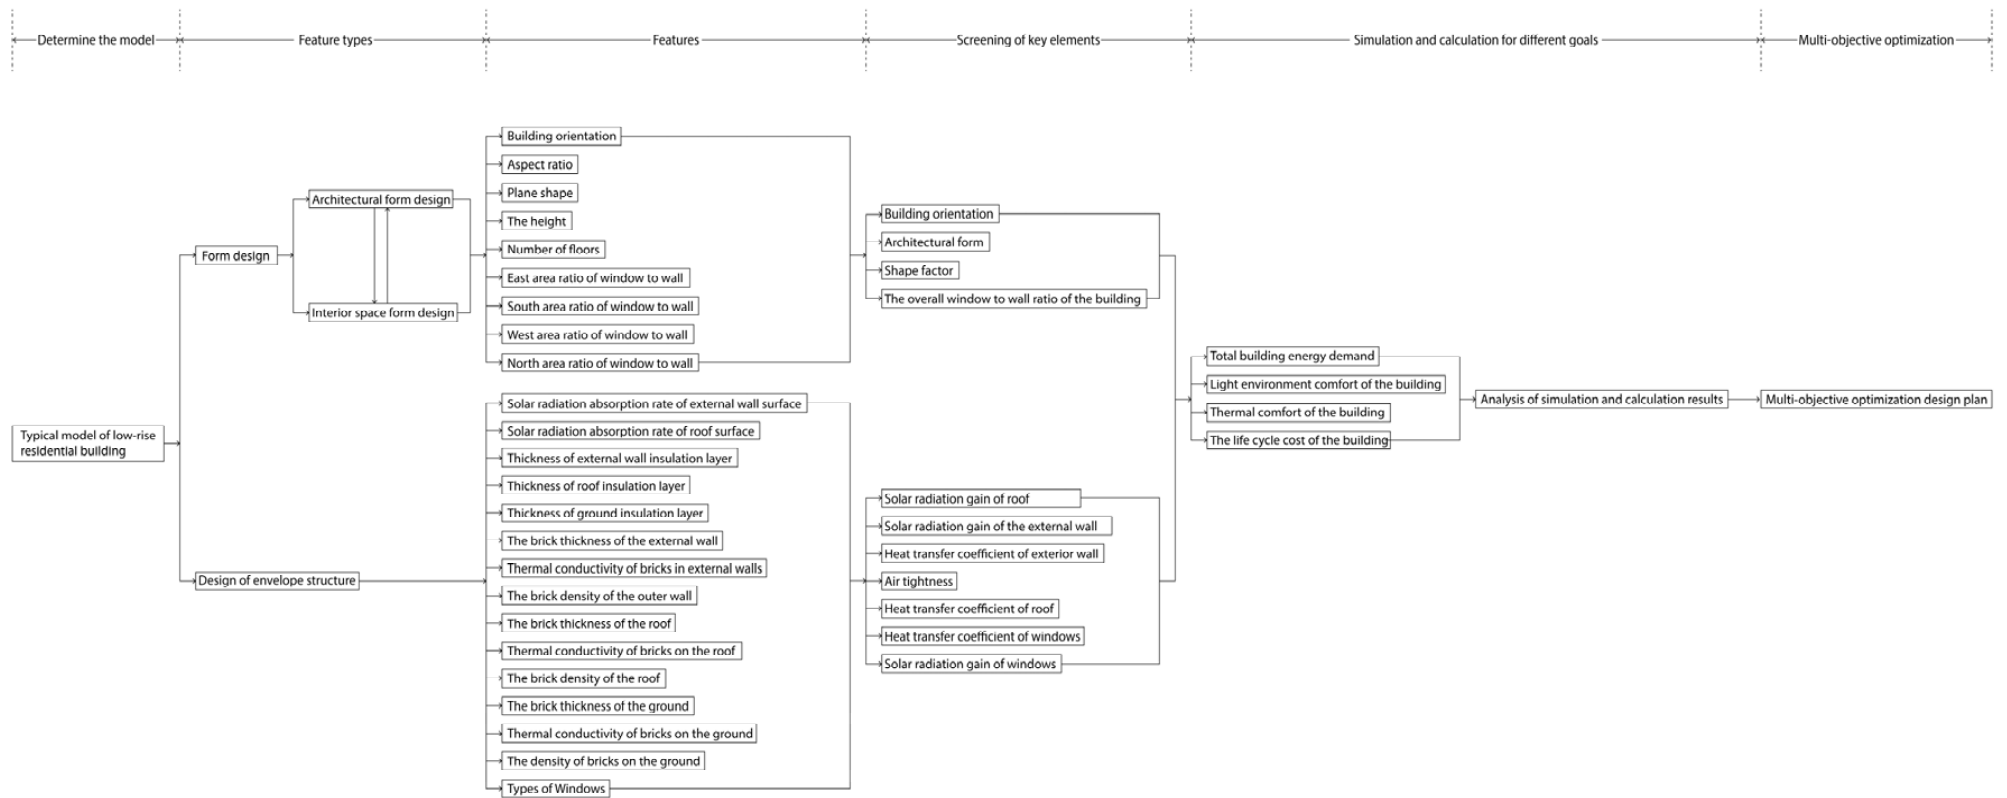 Determine the model
Feature types
Features
Screening of key elements
Simulation and calculation for different goals
Multi-objective optimization
Typical model of low-rise
residential building
Form design
Design of envelope structure
Architectural form design
Interior space form design
Building orientation
Aspect ratio
Plane shape
The height
Number of floors
East area ratio of window to wall
South area ratio of window to wall
West area ratio of window to wall
North area ratio of window to wall
Solar radiation absorption rate of external wall surface
Solar radiation absorption rate of roof surface
Thickness of external wall insulation layer
Thickness of roof insulation layer
Thickness of ground insulation layer
The brick thickness of the external wall
Thermal conductivity of bricks in external walls
The brick density of the outer wall
The brick thickness of the roof
Thermal conductivity of bricks on the roof
The brick density of the roof
The brick thickness of the ground
Thermal conductivity of bricks on the ground
The density of bricks on the ground
Types of Windows
Building orientation
Architectural form
Shape factor
The overall window to wall ratio of the building
Solar radiation gain of roof
Solar radiation gain of the external wall
Heat transfer coefficient of exterior wall
Air tightness
Heat transfer coefficient of roof
Heat transfer coefficient of windows
Solar radiation gain of windows
Total building energy demand
Light environment comfort of the building
Thermal comfort of the building
The life cycle cost of the building
Analysis of simulation and calculation results
Multi-objective optimization design plan